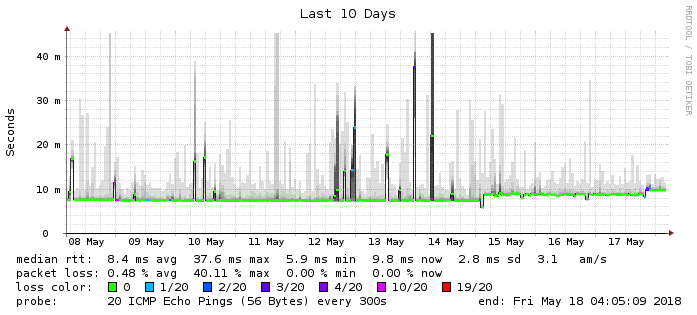 Last 10 Days
RRDTOOL / TOBI OETIKER
Seconds
40 m
30 m
20 m
10 m
0
08 May 09 May 10 May 11 May 12 May 13 May 14 May 15 May 16 May 17 May
median rtt: 8.4 ms avg 37.6 ms max 5.9 ms min 9.8 ms now 2.8 ms sd 3.1 am/s
packet loss: 0.48 % avg 40.11 % max 0.00 % min 0.00 % now
loss color: 0 1/20 2/20 3/20 4/20 10/20 19/20
probe: 20 ICMP Echo Pings (56 Bytes) every 300s end: Fri May 18 04:05:09 2018